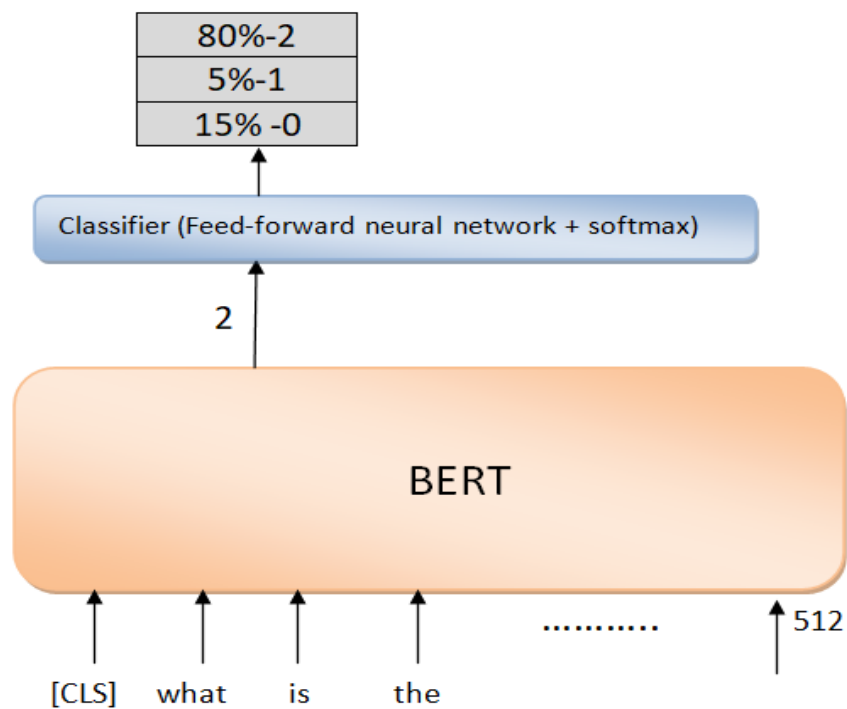 80%-2
5%-1
15% -0
Classifier (Feed-forward neural network + softmax)
2
BERT
………..
512
[CLS] what is the